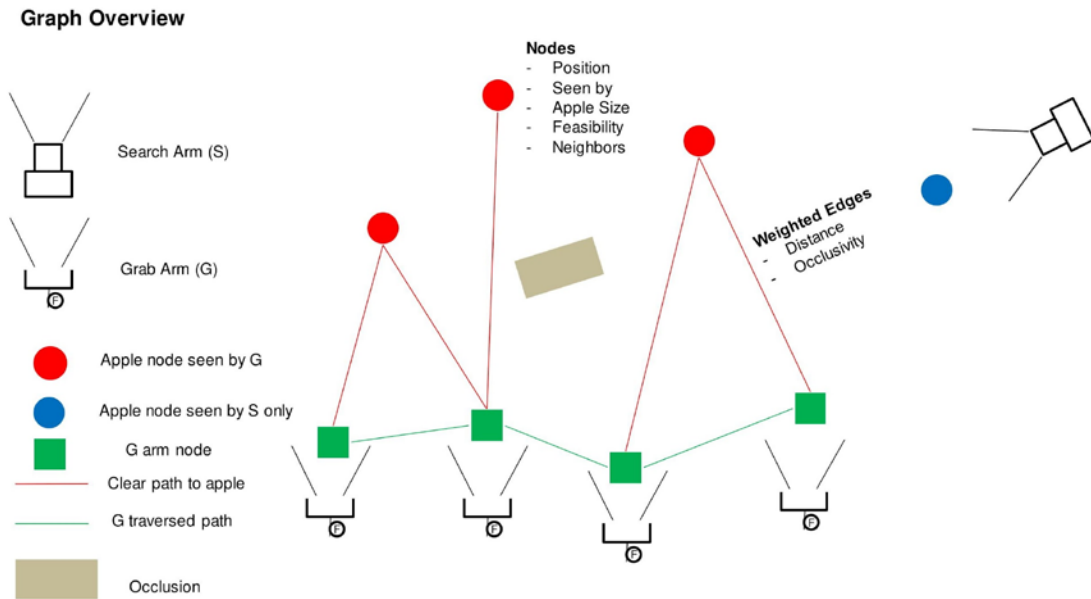 Graph Overview
Nodes
- Position
- Seen by
- Apple Size
- Feasibility
- Neighbors
Search Arm (S)
Weighted Edges
- Distance
- Occlusivity
Grab Arm (G)
F
Apple node seen by G
Apple node seen by S only
G arm node
Clear path to apple
G traversed path
F
F
F
F
Occlusion